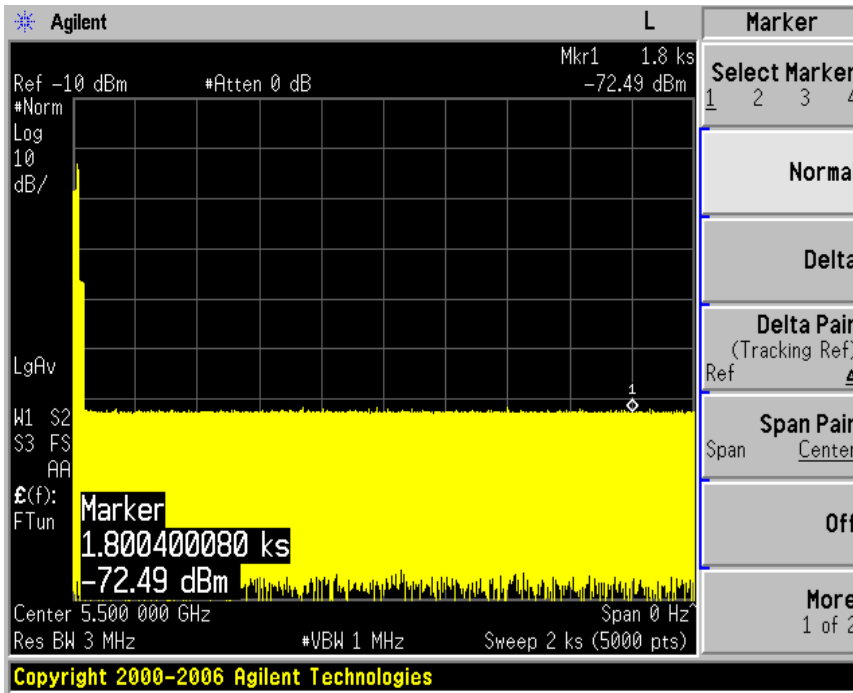 Agilent
L
Marker
Mkr1 1.8 ks
Ref -10 dBm #Atten 0 dB -72.49 dBm
#Norm
Log
10
dB/
LgAv
W1 S2
S3 FS
AA
£(f):
FTun
1
Marker
1.800400080 ks
-72.49 dBm
Center 5.500 000 GHz Span 0 Hz^
Res BW 3 MHz #VBW 1 MHz Sweep 2 ks (5000 pts)
Copyright 2000-2006 Agilent Technologies
Select Marker
1 2 3 4
Norma
Delta
Delta Pair
(Tracking Ref)
Ref Δ
Span Pair
Span Center
Off
More
1 of 2